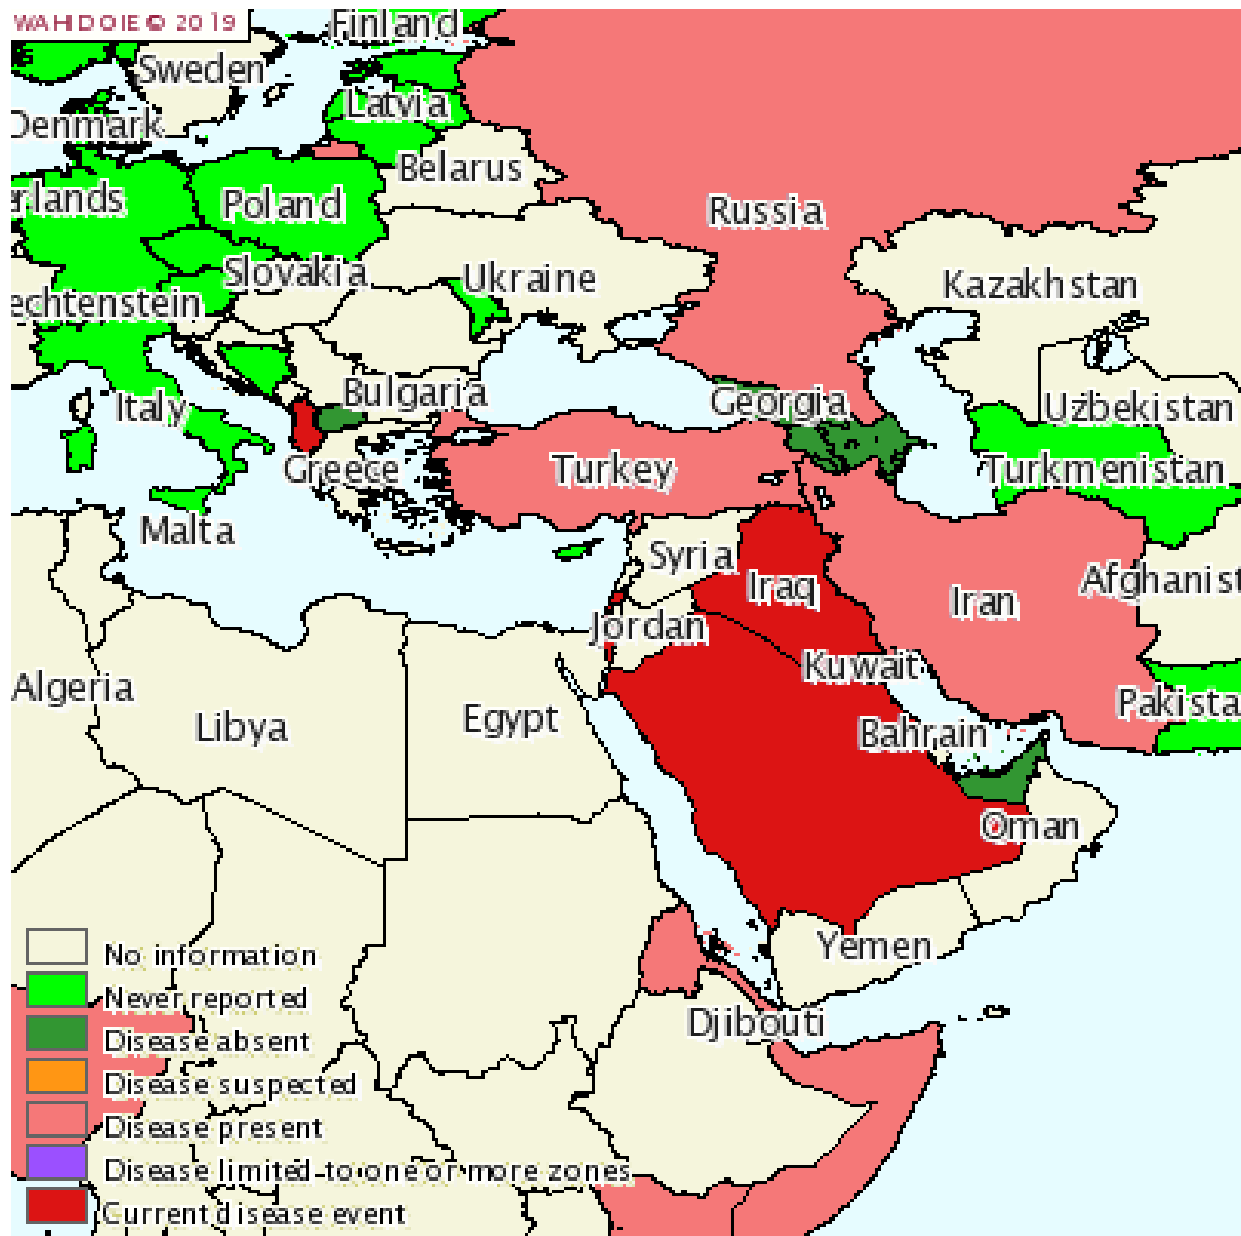 WAHIDOIE© 2019
Finland
Sweden
Latvia
Denmark
Belarus
erlands
Poland
Russia
Slovakia
Ukraine
Kazakhstan
echtenstein
Bulgaria
Italy
Georgia
Uzbekistan
Greece
Turkey
Turkmenistan
Malta
Syria
Iraq
Iran
Afghanist
Jordan
Kuwait
Algeria
Libya
Egypt
Pakista
Bahrain
Oman
Yemen
Djibouti
No information
Never reported
Disease absent
Disease suspected
Disease present
Disease limited to one or more zones
Current disease event